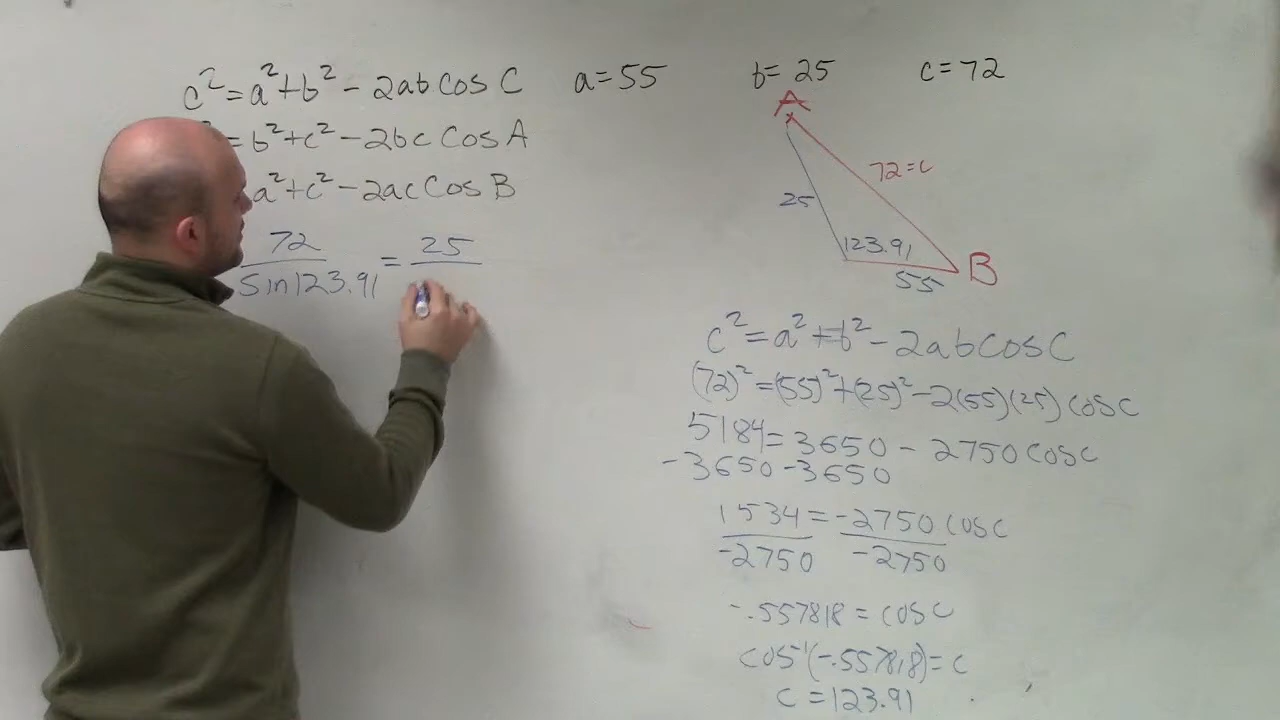 c² = a² + b² - 2ab Cos C
a = 55
b = 25
c = 72
= b² + c² - 2bc Cos A
a² + c² - 2ac Cos B
72 / Sin 123.91 = 25 /
A
72 = c
25
123.91
B
55
c² = a² + b² - 2ab cos C
(72)² = (55)² + (25)² - 2(55)(25) cos C
5184 = 3650 - 2750 cos C
-3650 -3650
1534 = -2750 cos C
-2750 -2750
-.557818 = cos C
cos⁻¹(-.557818) = C
C = 123.91